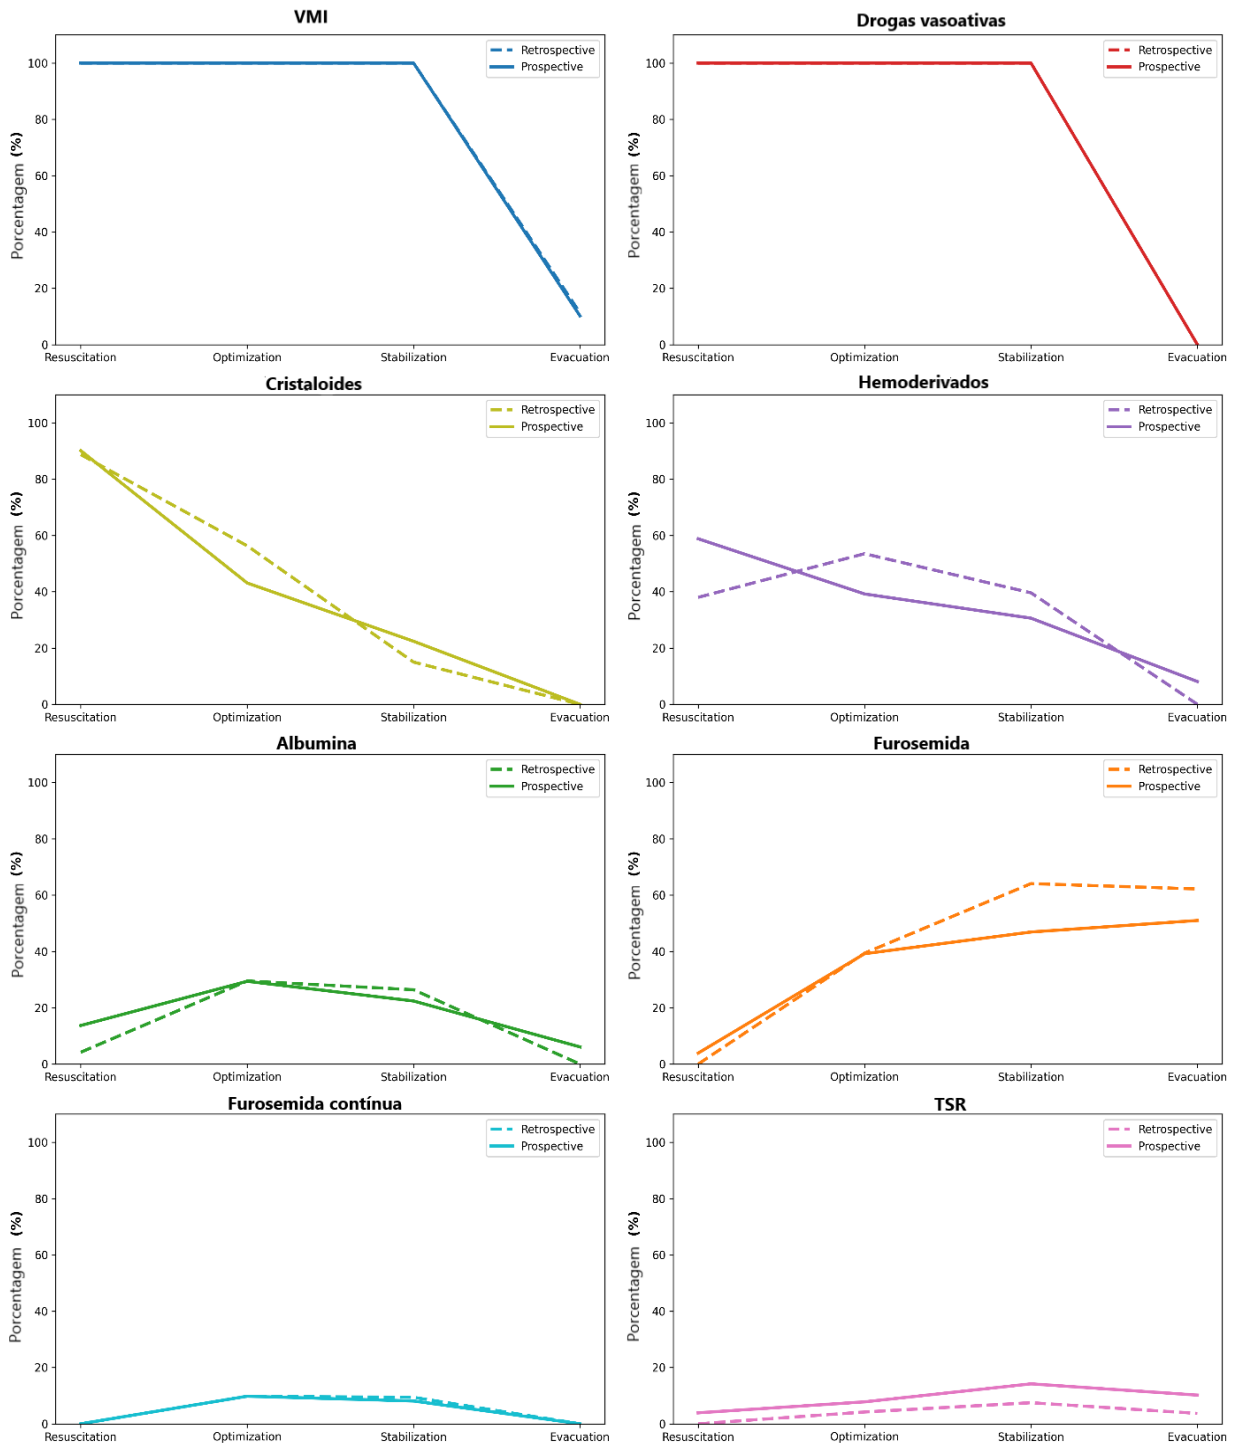 VMI
Drogas vasoativas
Retrospective
Prospective
Retrospective
Prospective
Porcentagem (%)
100
80
60
40
20
0
Resuscitation Optimization Stabilization Evacuation
Porcentagem (%)
100
80
60
40
20
0
Resuscitation Optimization Stabilization Evacuation
Cristaloides
Hemoderivados
Retrospective
Prospective
Retrospective
Prospective
Porcentagem (%)
100
80
60
40
20
0
Resuscitation Optimization Stabilization Evacuation
Porcentagem (%)
100
80
60
40
20
0
Resuscitation Optimization Stabilization Evacuation
Albumina
Furosemida
Retrospective
Prospective
Retrospective
Prospective
Porcentagem (%)
100
80
60
40
20
0
Resuscitation Optimization Stabilization Evacuation
Porcentagem (%)
100
80
60
40
20
0
Resuscitation Optimization Stabilization Evacuation
Furosemida contínua
TSR
Retrospective
Prospective
Retrospective
Prospective
Porcentagem (%)
100
80
60
40
20
0
Resuscitation Optimization Stabilization Evacuation
Porcentagem (%)
100
80
60
40
20
0
Resuscitation Optimization Stabilization Evacuation